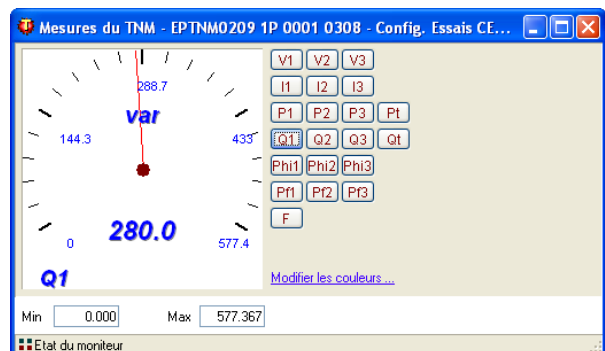 Mesures du TNM - EPTNM0209 1P 0001 0308 - Config. Essais CE...
288.7
var
144.3
433
280.0
0
577.4
Q1
V1 V2 V3
I1 I2 I3
P1 P2 P3 Pt
Q1 Q2 Q3 Qt
Phi1 Phi2 Phi3
Pf1 Pf2 Pf3
F
Modifier les couleurs ...
Min 0.000 Max 577.367
Etat du moniteur